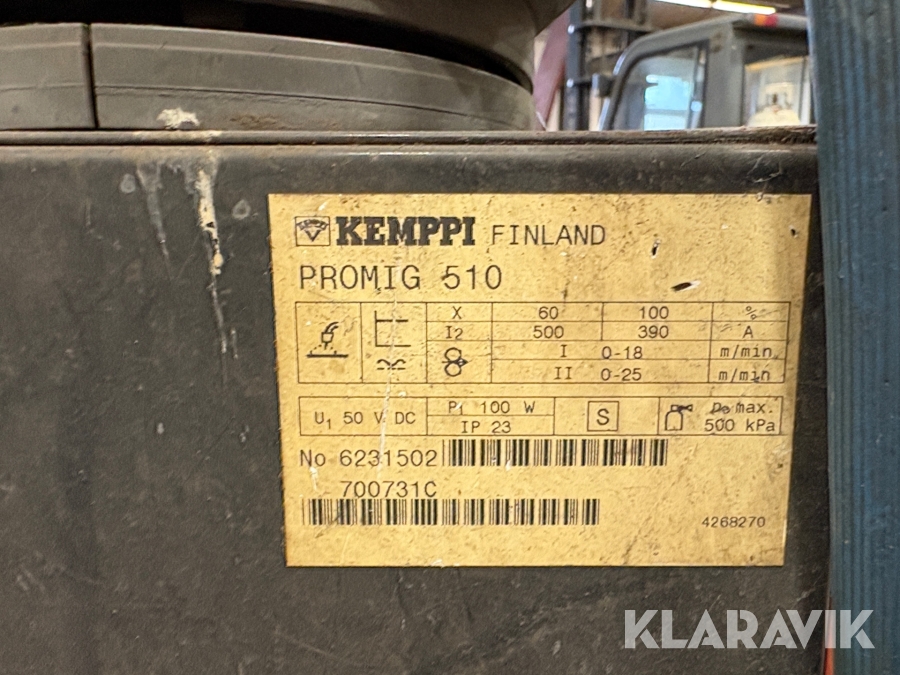 KEMPPI FINLAND
PROMIG 510
X 60 100 %
I2 500 390 A
I 0-18 m/min
II 0-25 m/min
U1 50 V DC
P1 100 W
IP 23
S
Pe max.
500 kPa
No 6231502
700731C
4268270
KLARAVIK